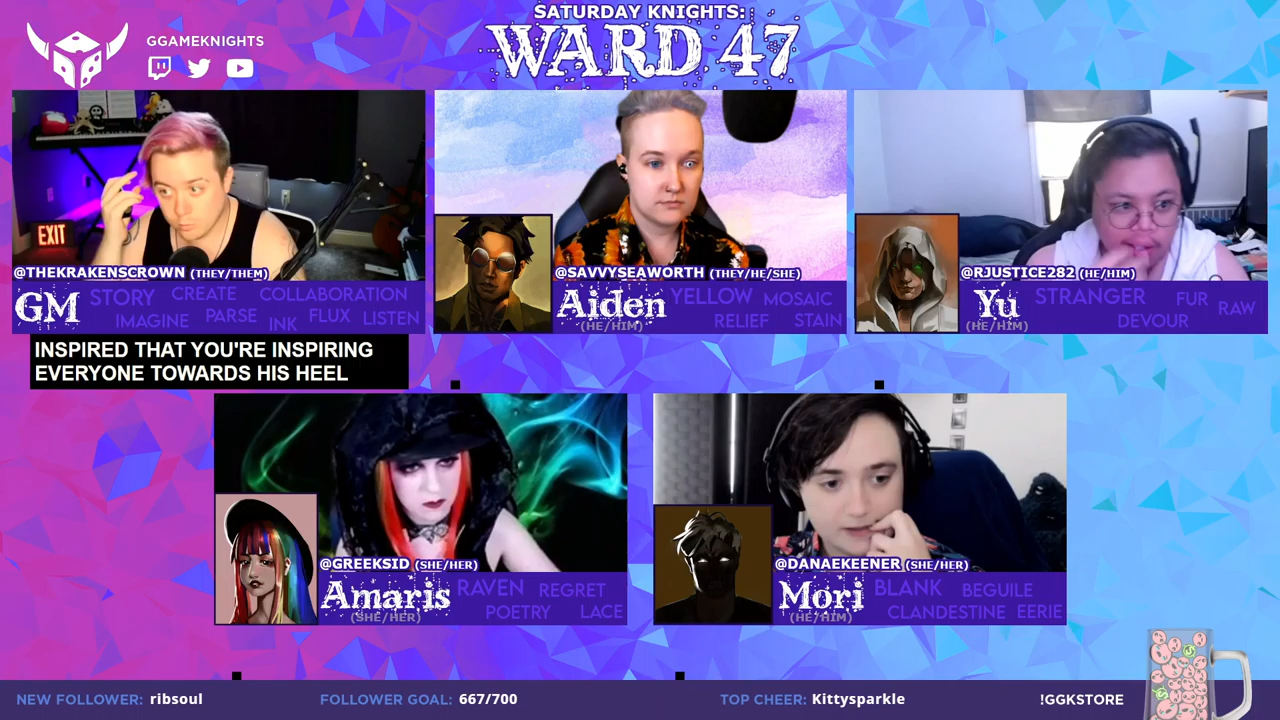 SATURDAY KNIGHTS:
WARD 47
GGAMEKNIGHTS
EXIT
@THEKRAKENSCROWN (THEY/THEM)
GM
STORY CREATE COLLABORATION
IMAGINE PARSE INK FLUX LISTEN
@SAVVYSEAWORTH (THEY/HE/SHE)
Aiden
(HE/HIM)
YELLOW MOSAIC
RELIEF STAIN
@RJUSTICE282 (HE/HIM)
Yu
(HE/HIM)
STRANGER FUR RAW
DEVOUR
INSPIRED THAT YOU'RE INSPIRING
EVERYONE TOWARDS HIS HEEL
@GREEKSID (SHE/HER)
Amaris
(SHE/HER)
RAVEN REGRET
POETRY LACE
@DANAEKEENER (SHE/HER)
Mori
(HE/HIM)
BLANK BEGUILE
CLANDESTINE EERIE
NEW FOLLOWER: ribsoul
FOLLOWER GOAL: 667/700
TOP CHEER: Kittysparkle
!GGKSTORE